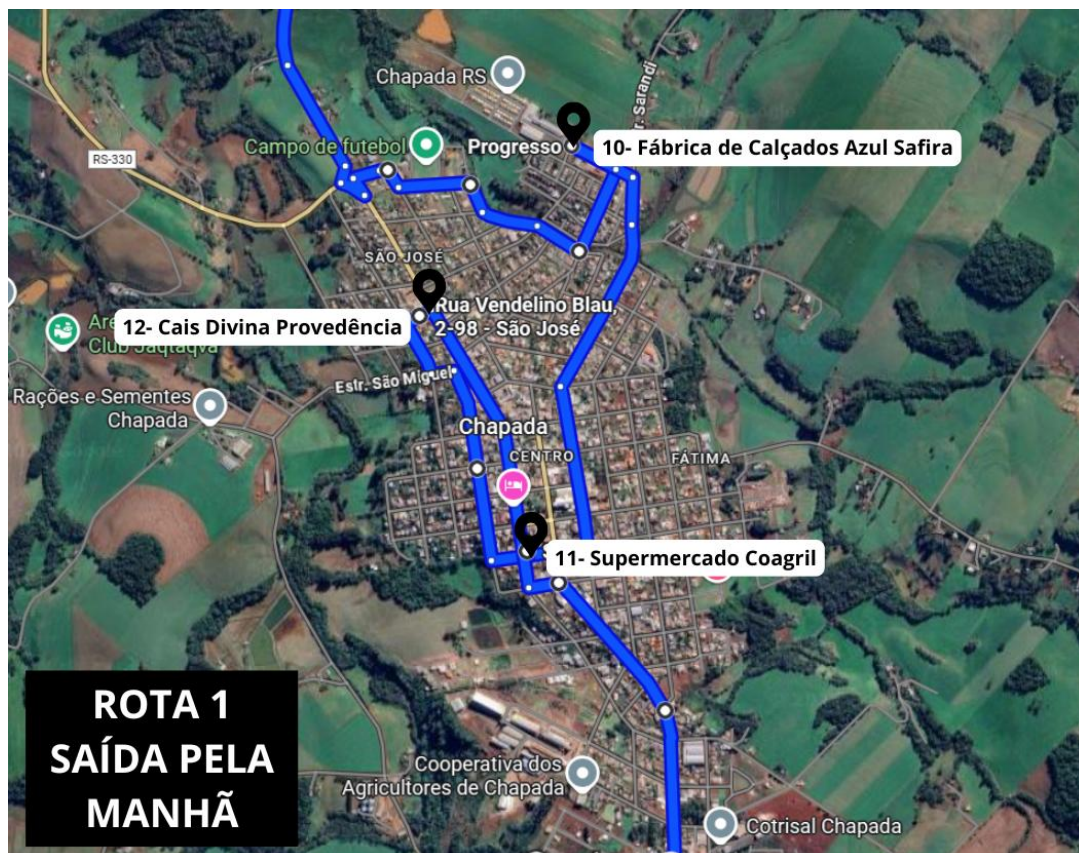 Chapada RS
r. Sarandi
RS-330
Campo de futebol
Progresso
10- Fábrica de Calçados Azul Safira
SÃO JOSÉ
Rua Vendelino Blau,
2-98 - São José
12- Cais Divina Provedência
Club Jaqtaqva
Estr. São Miguel
Rações e Sementes
Chapada
Chapada
CENTRO
FÁTIMA
11- Supermercado Coagril
ROTA 1
SAÍDA PELA
MANHÃ
Cooperativa dos
Agricultores de Chapada
Cotrisal Chapada